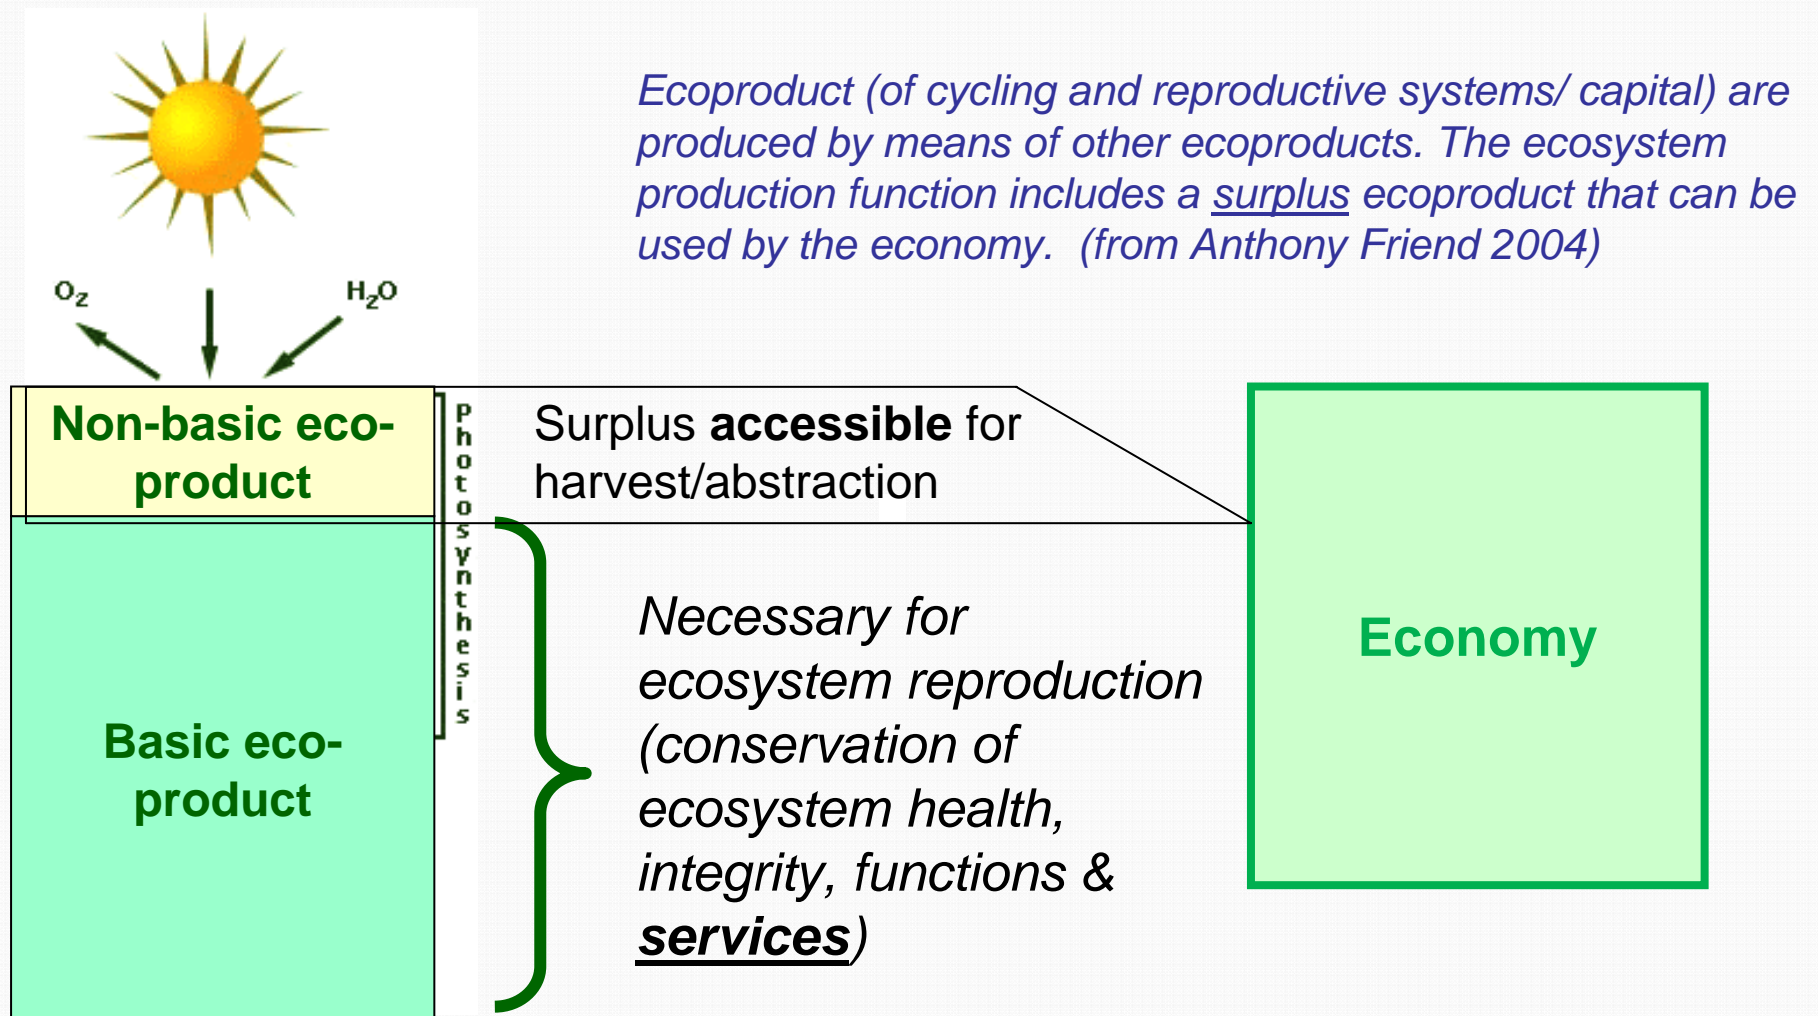 Ecoproduct (of cycling and reproductive systems/ capital) are
produced by means of other ecoproducts. The ecosystem
production function includes a surplus ecoproduct that can be
used by the economy.  (from Anthony Friend 2004)
O2
H2O
Non-basic eco-
product
Photosynthesis
Surplus accessible for
harvest/abstraction
Basic eco-
product
Necessary for
ecosystem reproduction
(conservation of
ecosystem health,
integrity, functions &
services)
Economy